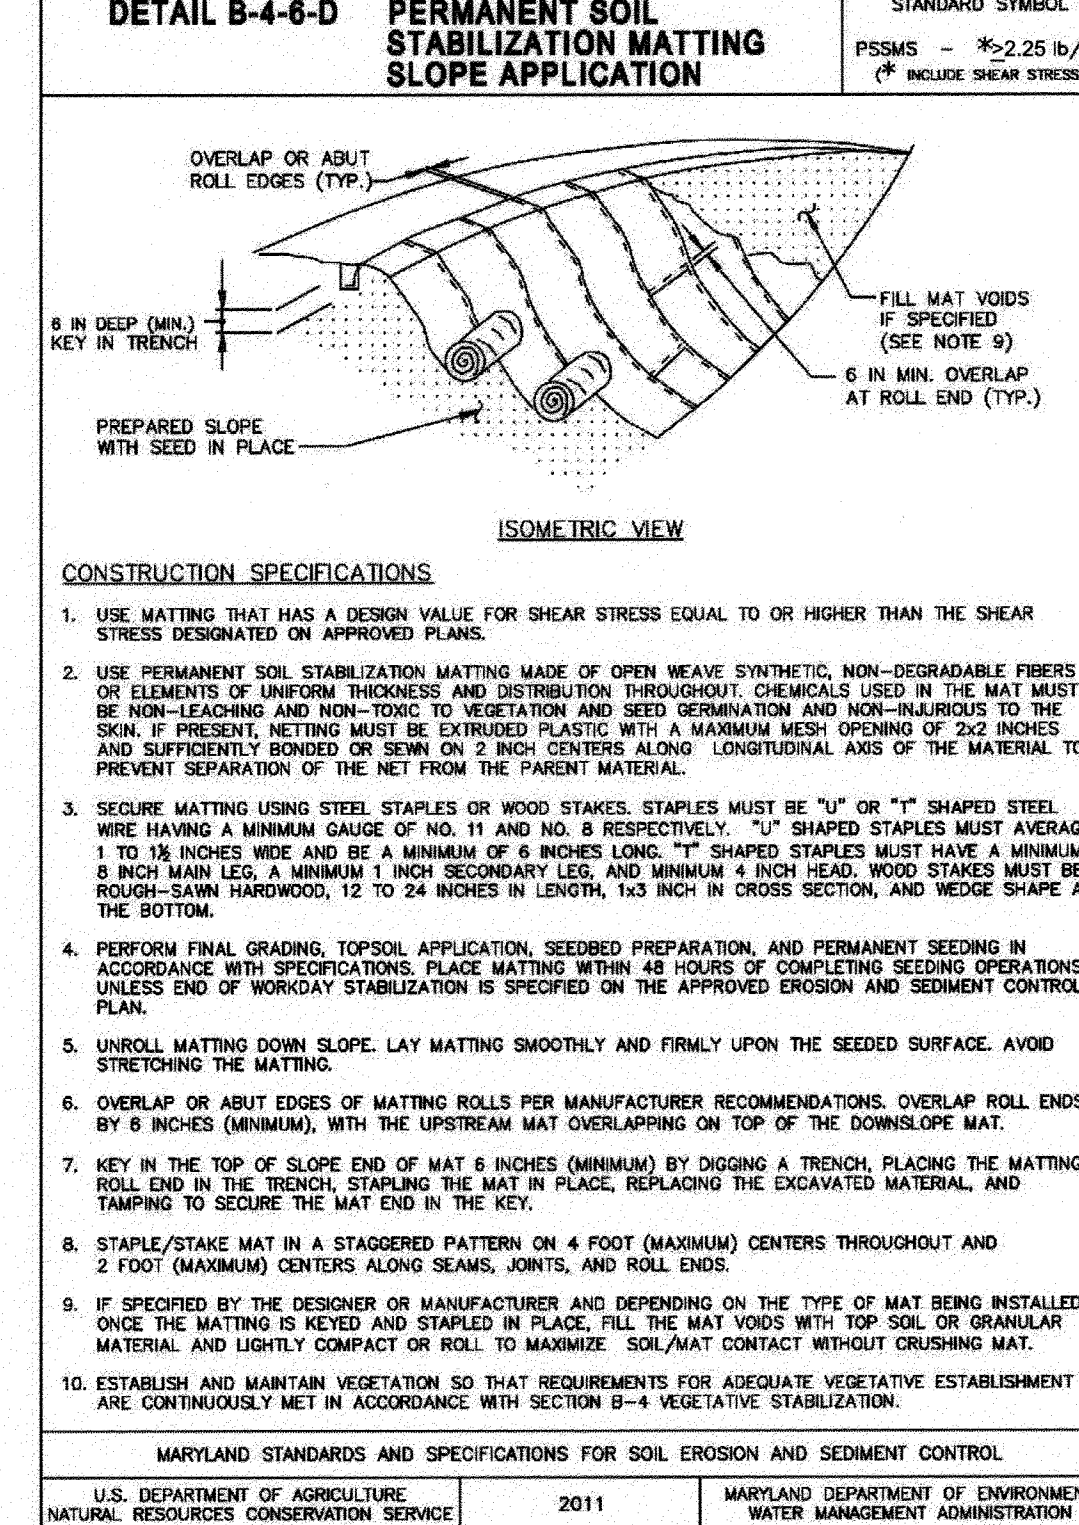 DETAIL B-4-6-D PERMANENT SOIL
STABILIZATION MATTING
SLOPE APPLICATION
STANDARD SYMBOL
PSSMS - *≥2.25 lb/
(* INCLUDE SHEAR STRESS
OVERLAP OR ABUT
ROLL EDGES (TYP.)
6 IN DEEP (MIN.)
KEY IN TRENCH
PREPARED SLOPE
WITH SEED IN PLACE
FILL MAT VOIDS
IF SPECIFIED
(SEE NOTE 9)
6 IN MIN. OVERLAP
AT ROLL END (TYP.)
ISOMETRIC VIEW
CONSTRUCTION SPECIFICATIONS
1. USE MATTING THAT HAS A DESIGN VALUE FOR SHEAR STRESS EQUAL TO OR HIGHER THAN THE SHEAR
STRESS DESIGNATED ON APPROVED PLANS.
2. USE PERMANENT SOIL STABILIZATION MATTING MADE OF OPEN WEAVE SYNTHETIC, NON-DEGRADABLE FIBERS
OR ELEMENTS OF UNIFORM THICKNESS AND DISTRIBUTION THROUGHOUT. CHEMICALS USED IN THE MAT MUST
BE NON-LEACHING AND NON-TOXIC TO VEGETATION AND SEED GERMINATION AND NON-INJURIOUS TO THE
SKIN. IF PRESENT, NETTING MUST BE EXTRUDED PLASTIC WITH A MAXIMUM MESH OPENING OF 2x2 INCHES
AND SUFFICIENTLY BONDED OR SEWN ON 2 INCH CENTERS ALONG LONGITUDINAL AXIS OF THE MATERIAL TO
PREVENT SEPARATION OF THE NET FROM THE PARENT MATERIAL.
3. SECURE MATTING USING STEEL STAPLES OR WOOD STAKES. STAPLES MUST BE "U" OR "T" SHAPED STEEL
WIRE HAVING A MINIMUM GAUGE OF NO. 11 AND NO. 8 RESPECTIVELY. "U" SHAPED STAPLES MUST AVERAG
1 TO 1½ INCHES WIDE AND BE A MINIMUM OF 6 INCHES LONG. "T" SHAPED STAPLES MUST HAVE A MINIMUM
8 INCH MAIN LEG, A MINIMUM 1 INCH SECONDARY LEG, AND MINIMUM 4 INCH HEAD. WOOD STAKES MUST BE
ROUGH-SAWN HARDWOOD, 12 TO 24 INCHES IN LENGTH, 1x3 INCH IN CROSS SECTION, AND WEDGE SHAPE A
THE BOTTOM.
4. PERFORM FINAL GRADING, TOPSOIL APPLICATION, SEEDBED PREPARATION, AND PERMANENT SEEDING IN
ACCORDANCE WITH SPECIFICATIONS. PLACE MATTING WITHIN 48 HOURS OF COMPLETING SEEDING OPERATIONS
UNLESS END OF WORKDAY STABILIZATION IS SPECIFIED ON THE APPROVED EROSION AND SEDIMENT CONTROL
PLAN.
5. UNROLL MATTING DOWN SLOPE. LAY MATTING SMOOTHLY AND FIRMLY UPON THE SEEDED SURFACE. AVOID
STRETCHING THE MATTING.
6. OVERLAP OR ABUT EDGES OF MATTING ROLLS PER MANUFACTURER RECOMMENDATIONS. OVERLAP ROLL ENDS
BY 6 INCHES (MINIMUM), WITH THE UPSTREAM MAT OVERLAPPING ON TOP OF THE DOWNSLOPE MAT.
7. KEY IN THE TOP OF SLOPE END OF MAT 6 INCHES (MINIMUM) BY DIGGING A TRENCH, PLACING THE MATTING
ROLL END IN THE TRENCH, STAPLING THE MAT IN PLACE, REPLACING THE EXCAVATED MATERIAL, AND
TAMPING TO SECURE THE MAT END IN THE KEY.
8. STAPLE/STAKE MAT IN A STAGGERED PATTERN ON 4 FOOT (MAXIMUM) CENTERS THROUGHOUT AND
2 FOOT (MAXIMUM) CENTERS ALONG SEAMS, JOINTS, AND ROLL ENDS.
9. IF SPECIFIED BY THE DESIGNER OR MANUFACTURER AND DEPENDING ON THE TYPE OF MAT BEING INSTALLED
ONCE THE MATTING IS KEYED AND STAPLED IN PLACE, FILL THE MAT VOIDS WITH TOP SOIL OR GRANULAR
MATERIAL AND LIGHTLY COMPACT OR ROLL TO MAXIMIZE SOIL/MAT CONTACT WITHOUT CRUSHING MAT.
10. ESTABLISH AND MAINTAIN VEGETATION SO THAT REQUIREMENTS FOR ADEQUATE VEGETATIVE ESTABLISHMENT
ARE CONTINUOUSLY MET IN ACCORDANCE WITH SECTION B-4 VEGETATIVE STABILIZATION.
MARYLAND STANDARDS AND SPECIFICATIONS FOR SOIL EROSION AND SEDIMENT CONTROL
U.S. DEPARTMENT OF AGRICULTURE
NATURAL RESOURCES CONSERVATION SERVICE
2011
MARYLAND DEPARTMENT OF ENVIRONMEN
WATER MANAGEMENT ADMINISTRATION